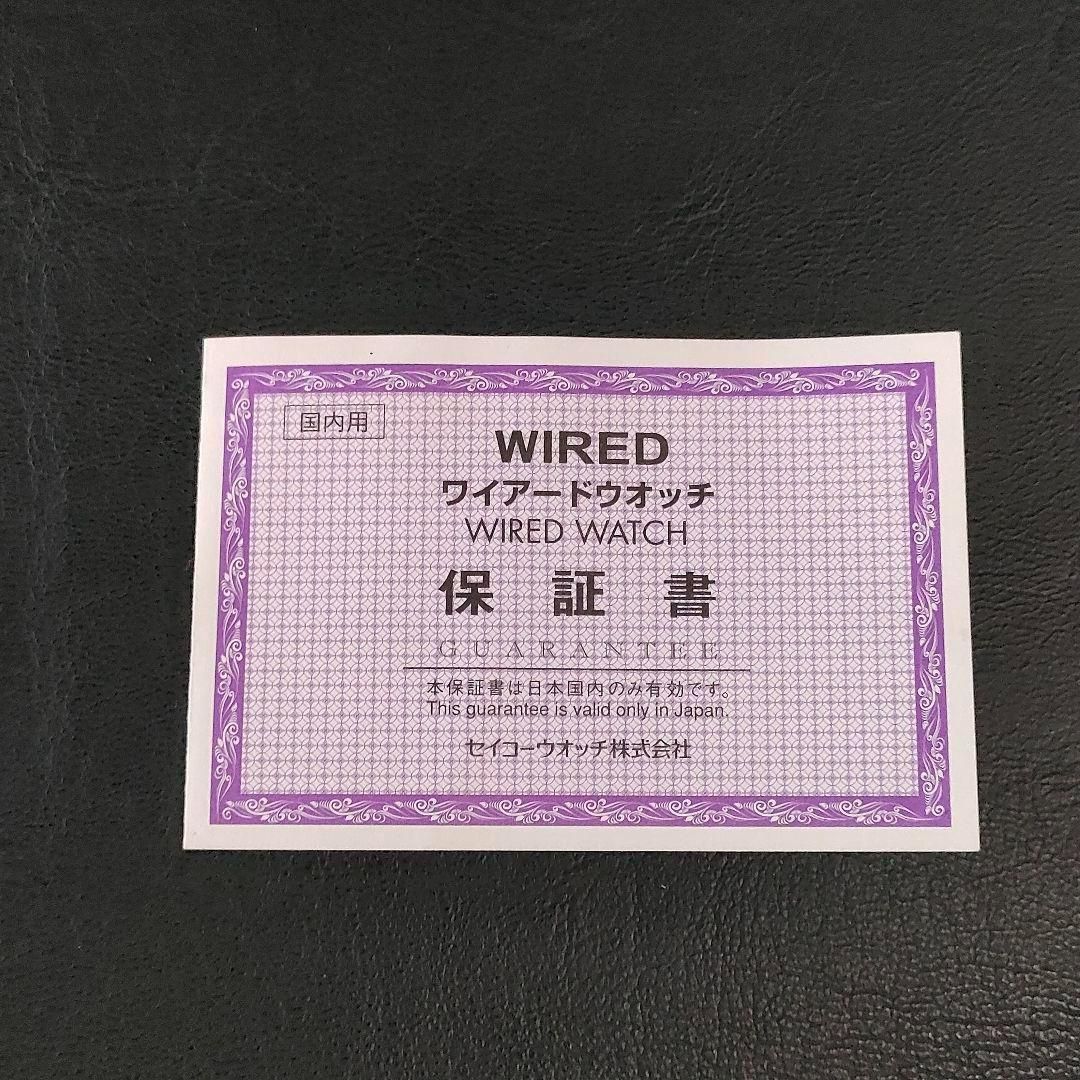 国内用
WIRED
ワイアードウオッチ
WIRED WATCH
保証書
GUARANTEE
本保証書は日本国内のみ有効です。
This guarantee is valid only in Japan.
セイコーウオッチ株式会社